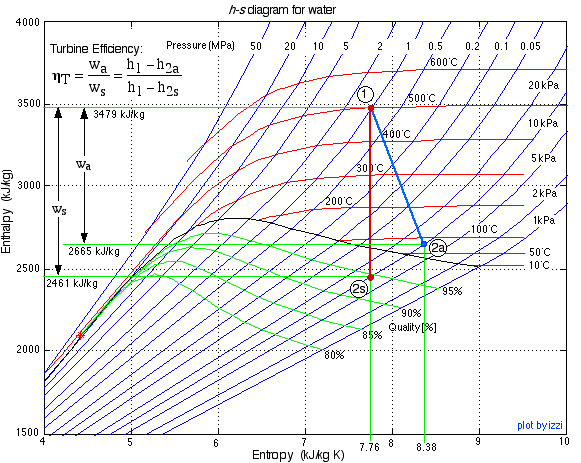 h-s diagram for water
Turbine Efficiency:
ηT = wa/ws = h1 − h2a / h1 − h2s
Pressure (MPa) 50 20 10 5 2 1 0.5 0.2 0.1 0.05
600°C
20 kPa
500°C
10 kPa
400°C
5 kPa
300°C
2 kPa
200°C
1 kPa
100°C
50°C
10°C
1
2a
2s
3479 kJ/kg
wa
ws
2665 kJ/kg
2461 kJ/kg
95%
90%
Quality [%]
85%
80%
Enthalpy (kJ/kg)
4000
3500
3000
2500
2000
1500
4 5 6 7 8 9 10
7.76 8.38
Entropy (kJ/kg K)
plot by izzi